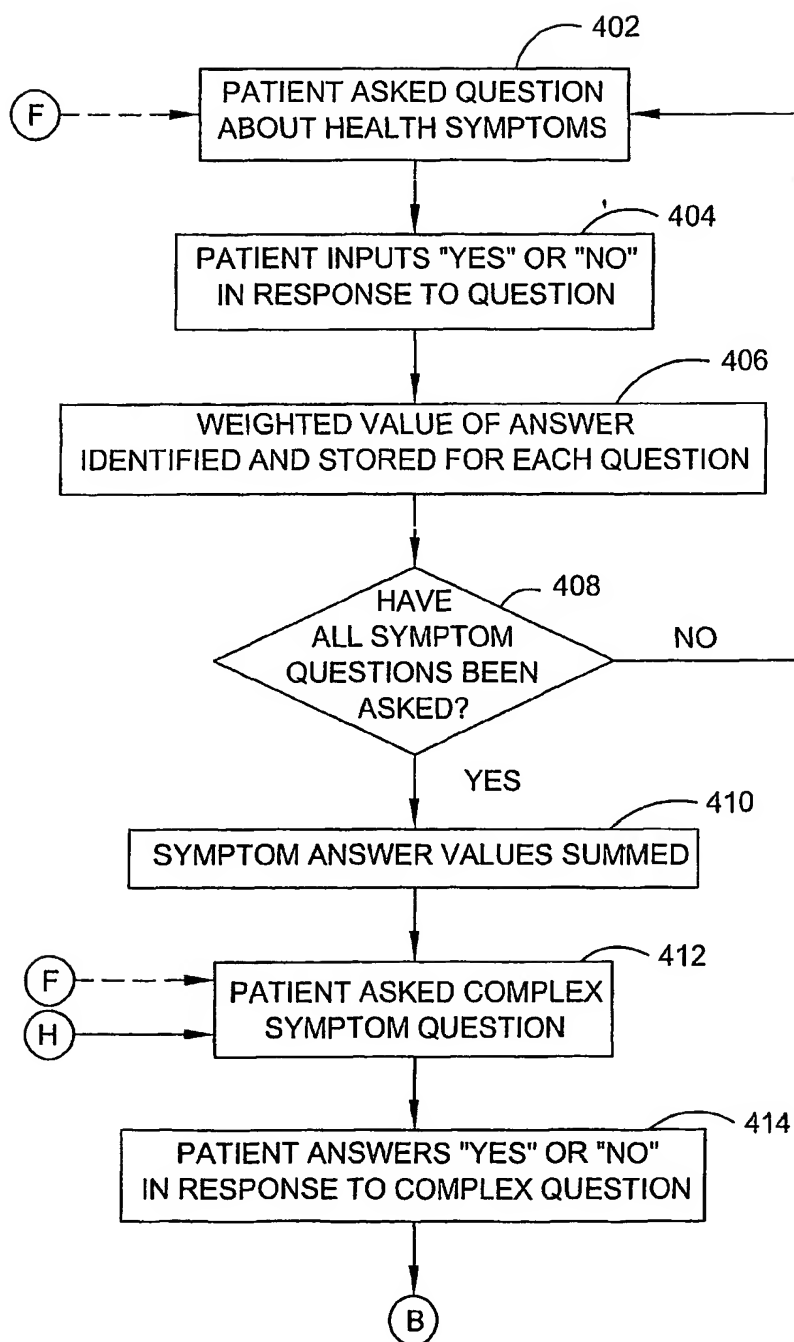 402
F
PATIENT ASKED QUESTION
ABOUT HEALTH SYMPTOMS
404
PATIENT INPUTS "YES" OR "NO"
IN RESPONSE TO QUESTION
406
WEIGHTED VALUE OF ANSWER
IDENTIFIED AND STORED FOR EACH QUESTION
408
HAVE
ALL SYMPTOM
QUESTIONS BEEN
ASKED?
NO
YES
410
SYMPTOM ANSWER VALUES SUMMED
412
F
H
PATIENT ASKED COMPLEX
SYMPTOM QUESTION
414
PATIENT ANSWERS "YES" OR "NO"
IN RESPONSE TO COMPLEX QUESTION
B